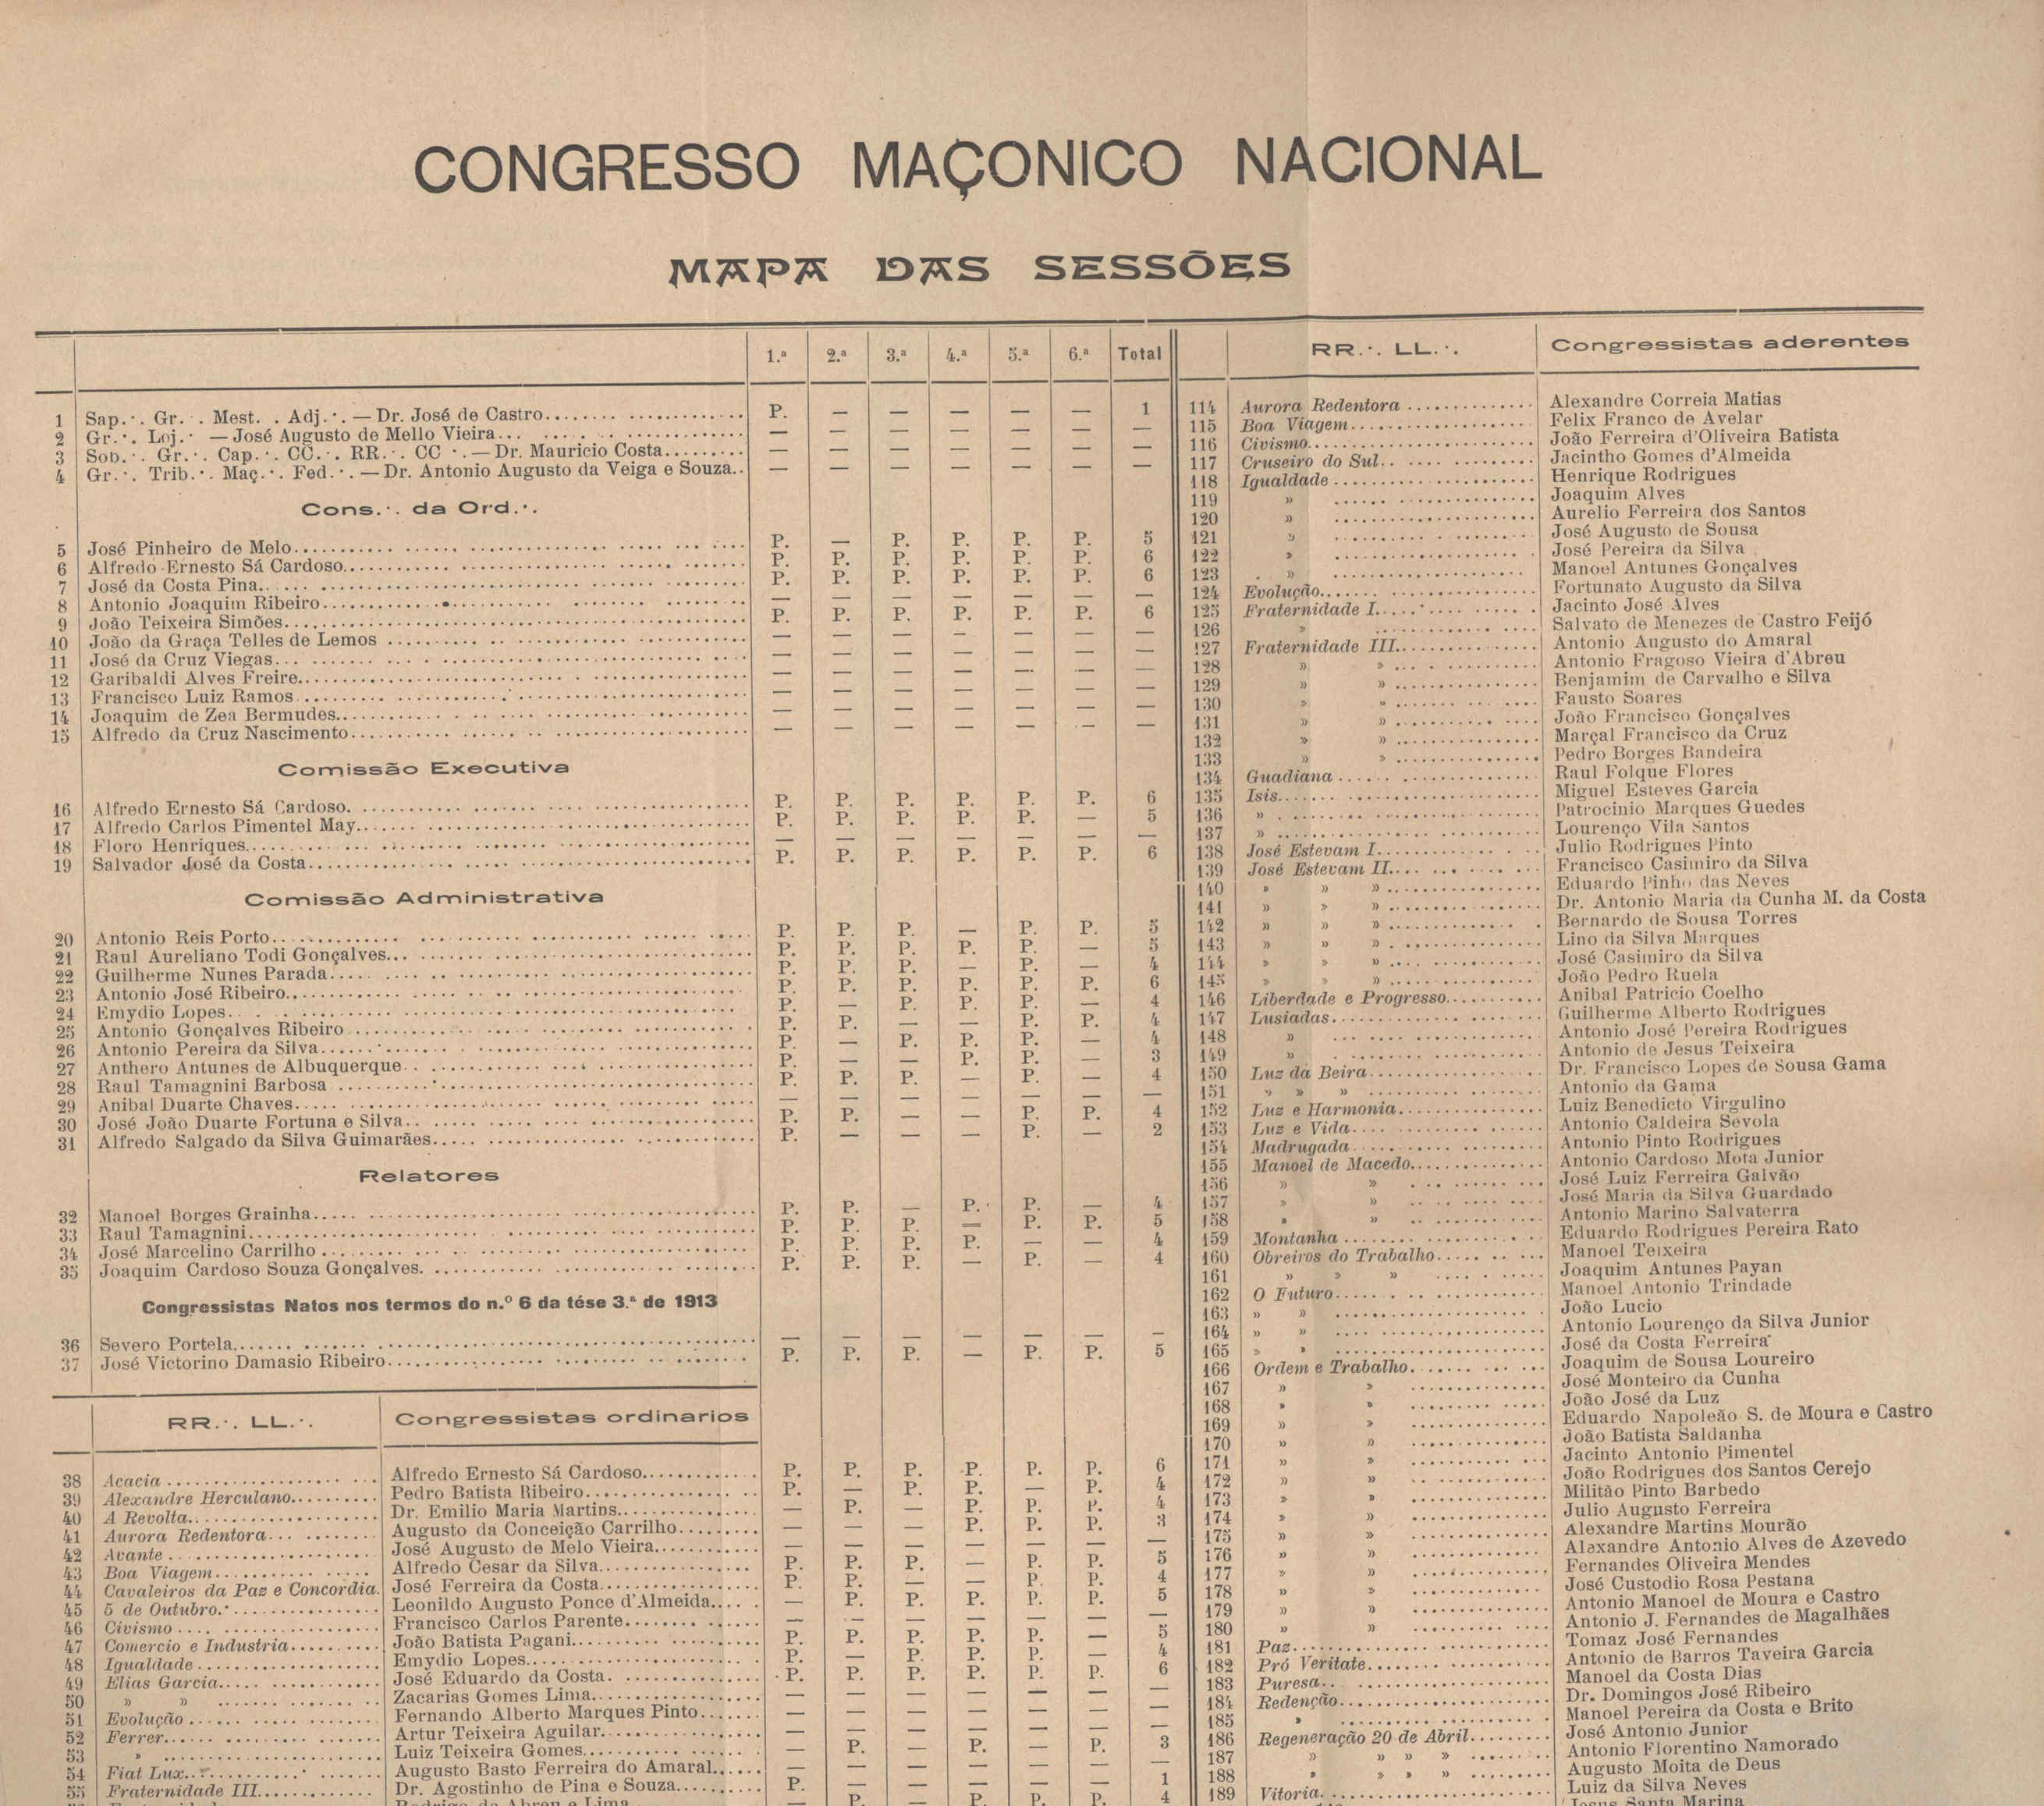 CONGRESSO MAÇONICO NACIONAL
MAPA DAS SESSÕES
1.ª 2.ª 3.ª 4.ª 5.ª 6.ª Total
1 Sap.·. Gr.·. Mest.·. Adj.·. — Dr. José de Castro P. — — — — — 1
2 Gr.·. Loj.·. — José Augusto de Mello Vieira — — — — — — —
3 Sob.·. Gr.·. Cap.·. CC.·. RR.·. CC.·. — Dr. Mauricio Costa — — — — — — —
4 Gr.·. Trib.·. Maç.·. Fed.·. — Dr. Antonio Augusto da Veiga e Souza — — — — — — —
Cons.·. da Ord.·.
5 José Pinheiro de Melo P. — P. P. P. P. 5
6 Alfredo Ernesto Sá Cardoso P. P. P. P. P. P. 6
7 José da Costa Pina P. P. P. P. P. P. 6
8 Antonio Joaquim Ribeiro — — — — — — —
9 João Teixeira Simões P. P. P. P. P. P. 6
10 João da Graça Telles de Lemos — — — — — — —
11 José da Cruz Viegas — — — — — — —
12 Garibaldi Alves Freire — — — — — — —
13 Francisco Luiz Ramos — — — — — — —
14 Joaquim de Zea Bermudes — — — — — — —
15 Alfredo da Cruz Nascimento — — — — — — —
Comissão Executiva
16 Alfredo Ernesto Sá Cardoso P. P. P. P. P. P. 6
17 Alfredo Carlos Pimentel May P. P. P. P. P. — 5
18 Floro Henriques — — — — — — —
19 Salvador José da Costa P. P. P. P. P. P. 6
Comissão Administrativa
20 Antonio Reis Porto P. P. P. — P. P. 5
21 Raul Aureliano Todi Gonçalves P. P. P. P. P. — 5
22 Guilherme Nunes Parada P. P. P. — P. — 4
23 Antonio José Ribeiro P. P. P. P. P. P. 6
24 Emydio Lopes P. — P. P. P. — 4
25 Antonio Gonçalves Ribeiro P. P. — — P. P. 4
26 Antonio Pereira da Silva P. — P. P. P. — 4
27 Anthero Antunes de Albuquerque P. — — P. P. — 3
28 Raul Tamagnini Barbosa P. P. P. — P. — 4
29 Anibal Duarte Chaves — — — — — — —
30 José João Duarte Fortuna e Silva P. P. — — P. P. 4
31 Alfredo Salgado da Silva Guimarães P. — — — P. — 2
Relatores
32 Manoel Borges Grainha P. P. — P. P. — 4
33 Raul Tamagnini P. P. P. — P. P. 5
34 José Marcelino Carrilho P. P. P. P. — — 4
35 Joaquim Cardoso Souza Gonçalves P. P. P. — P. — 4
Congressistas Natos nos termos do n.º 6 da tése 3.ª de 1913
36 Severo Portela — — — — — — —
37 José Victorino Damasio Ribeiro P. P. P. — P. P. 5
RR.·. LL.·. Congressistas ordinarios
38 Acacia Alfredo Ernesto Sá Cardoso P. P. P. P. P. P. 6
39 Alexandre Herculano Pedro Batista Ribeiro P. — P. P. — P. 4
40 A Revolta Dr. Emilio Maria Martins — P. — P. P. P. 4
41 Aurora Redentora Augusto da Conceição Carrilho — — — P. P. P. 3
42 Avante José Augusto de Melo Vieira — — — — — — —
43 Boa Viagem Alfredo Cesar da Silva P. P. P. — P. P. 5
44 Cavaleiros da Paz e Concordia José Ferreira da Costa P. P. — — P. P. 4
45 5 de Outubro Leonildo Augusto Ponce d'Almeida — P. P. P. P. P. 5
46 Civismo Francisco Carlos Parente — — — — — — —
47 Comercio e Industria João Batista Pagani P. P. P. P. P. — 5
48 Igualdade Emydio Lopes P. — P. P. P. — 4
49 Elias Garcia José Eduardo da Costa P. P. P. P. P. P. 6
50 » » Zacarias Gomes Lima — — — — — — —
51 Evolução Fernando Alberto Marques Pinto — — — — — — —
52 Ferrer Artur Teixeira Aguilar — — — — — — —
53 » Luiz Teixeira Gomes — P. — P. — P. 3
54 Fiat Lux Augusto Basto Ferreira do Amaral — — — — — — —
55 Fraternidade III Dr. Agostinho de Pina e Souza P. — — — — — 1
— P. — P. P. P. 4
RR.·. LL.·. Congressistas aderentes
114 Aurora Redentora Alexandre Correia Matias
115 Boa Viagem Felix Franco de Avelar
116 Civismo João Ferreira d'Oliveira Batista
117 Cruseiro do Sul Jacintho Gomes d'Almeida
118 Igualdade Henrique Rodrigues
119 » Joaquim Alves
120 » Aurelio Ferreira dos Santos
121 » José Augusto de Sousa
122 » José Pereira da Silva
123 » Manoel Antunes Gonçalves
124 Evolução Fortunato Augusto da Silva
125 Fraternidade I Jacinto José Alves
126 » Salvato de Menezes de Castro Feijó
127 Fraternidade III Antonio Augusto do Amaral
128 » » Antonio Fragoso Vieira d'Abreu
129 » » Benjamim de Carvalho e Silva
130 » » Fausto Soares
131 » » João Francisco Gonçalves
132 » » Marçal Francisco da Cruz
133 » » Pedro Borges Bandeira
134 Guadiana Raul Folque Flores
135 Isis Miguel Esteves Garcia
136 » Patrocinio Marques Guedes
137 » Lourenço Vila Santos
138 José Estevam I Julio Rodrigues Pinto
139 José Estevam II Francisco Casimiro da Silva
140 » » » Eduardo Pinho das Neves
141 » » » Dr. Antonio Maria da Cunha M. da Costa
142 » » » Bernardo de Sousa Torres
143 » » » Lino da Silva Marques
144 » » » José Casimiro da Silva
145 » » » João Pedro Ruela
146 Liberdade e Progresso Anibal Patricio Coelho
147 Lusiadas Guilherme Alberto Rodrigues
148 » Antonio José Pereira Rodrigues
149 » Antonio de Jesus Teixeira
150 Luz da Beira Dr. Francisco Lopes de Sousa Gama
151 » » » Antonio da Gama
152 Luz e Harmonia Luiz Benedicto Virgulino
153 Luz e Vida Antonio Caldeira Sevola
154 Madrugada Antonio Pinto Rodrigues
155 Manoel de Macedo Antonio Cardoso Mota Junior
156 » » José Luiz Ferreira Galvão
157 » » José Maria da Silva Guardado
158 » » Antonio Marino Salvaterra
159 Montanha Eduardo Rodrigues Pereira Rato
160 Obreiros do Trabalho Manoel Teixeira
161 » » » Joaquim Antunes Payan
162 O Futuro Manoel Antonio Trindade
163 » » João Lucio
164 » » Antonio Lourenço da Silva Junior
165 » » José da Costa Ferreira
166 Ordem e Trabalho Joaquim de Sousa Loureiro
167 » » José Monteiro da Cunha
168 » » João José da Luz
169 » » Eduardo Napoleão S. de Moura e Castro
170 » » João Batista Saldanha
171 » » Jacinto Antonio Pimentel
172 » » João Rodrigues dos Santos Cerejo
173 » » Militão Pinto Barbedo
174 » » Julio Augusto Ferreira
175 » » Alexandre Martins Mourão
176 » » Alexandre Antonio Alves de Azevedo
177 » » Fernandes Oliveira Mendes
178 » » José Custodio Rosa Pestana
179 » » Antonio Manoel de Moura e Castro
180 » » Antonio J. Fernandes de Magalhães
181 Paz Tomaz José Fernandes
182 Pró Veritate Antonio de Barros Taveira Garcia
183 Puresa Manoel da Costa Dias
184 Redenção Dr. Domingos José Ribeiro
185 » Manoel Pereira da Costa e Brito
186 Regeneração 20 de Abril José Antonio Junior
187 » » » » Antonio Florentino Namorado
188 » » » » Augusto Moita de Deus
189 Vitoria Luiz da Silva Neves